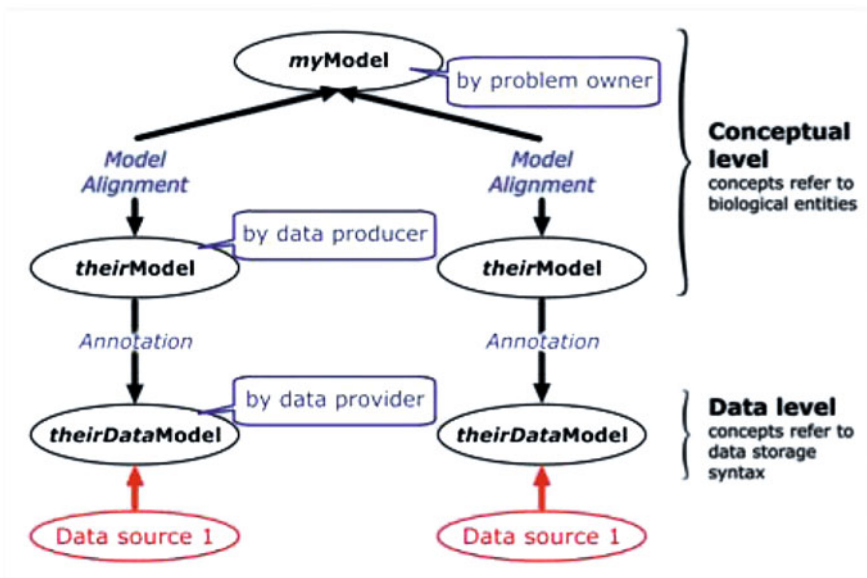 myModel
by problem owner
Model
Alignment
Model
Alignment
Conceptual
level
concepts refer to
biological entities
by data producer
theirModel
theirModel
Annotation
Annotation
by data provider
theirDataModel
theirDataModel
Data level
concepts refer to
data storage
syntax
Data source 1
Data source 1